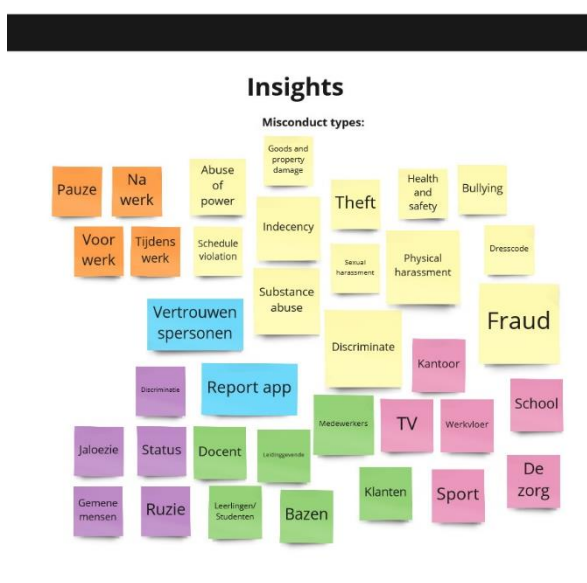 Insights
Misconduct types:
Goods and
property
damage
Pauze
Na
werk
Abuse
of
power
Theft
Health
and
safety
Bullying
Indecency
Voor
werk
Tijdens
werk
Schedule
violation
Sexual
harassment
Physical
harassment
Dresscode
Substance
abuse
Vertrouwen
spersonen
Fraud
Discriminate
Kantoor
Discriminatie
Report app
School
Medewerkers
TV
Werkvloer
Jaloezie
Status
Docent
Leidinggevende
De
zorg
Gemene
mensen
Ruzie
Leerlingen/
Studenten
Bazen
Klanten
Sport